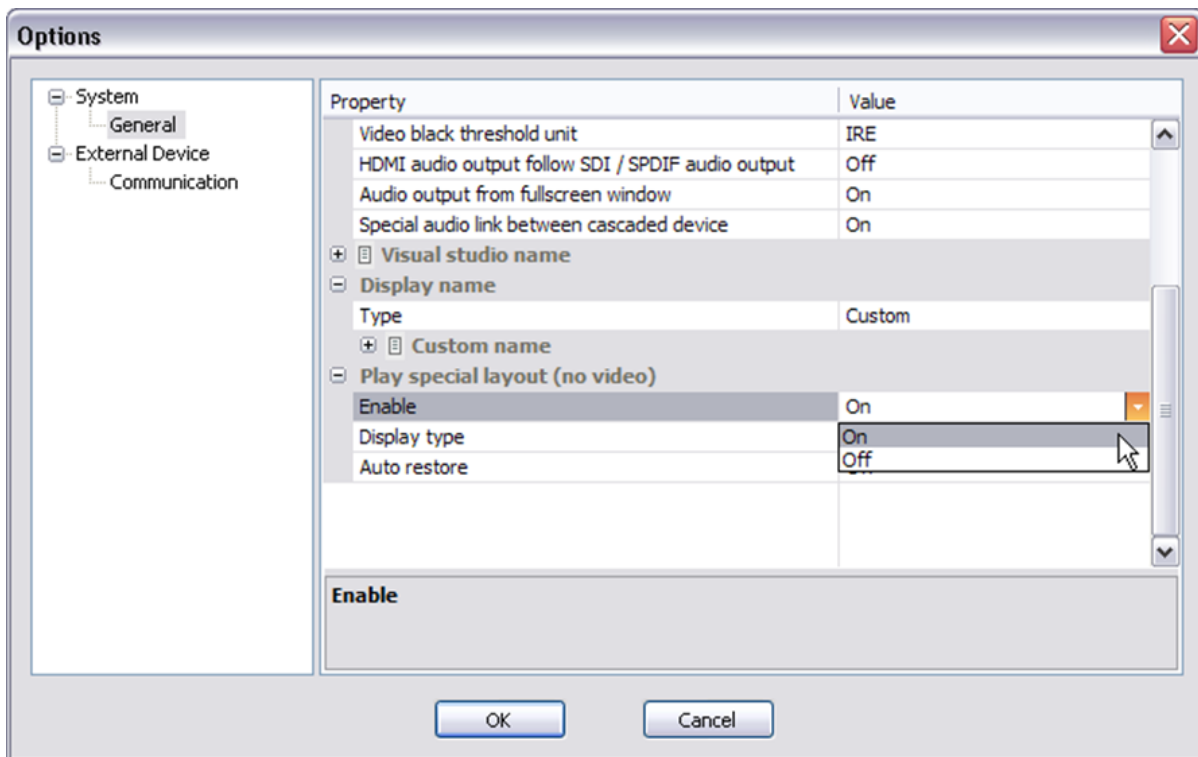 Options
System
General
External Device
Communication
Property Value
Video black threshold unit IRE
HDMI audio output follow SDI / SPDIF audio output Off
Audio output from fullscreen window On
Special audio link between cascaded device On
Visual studio name
Display name
Type Custom
Custom name
Play special layout (no video)
Enable On
Display type On
Off
Auto restore
Enable
OK Cancel